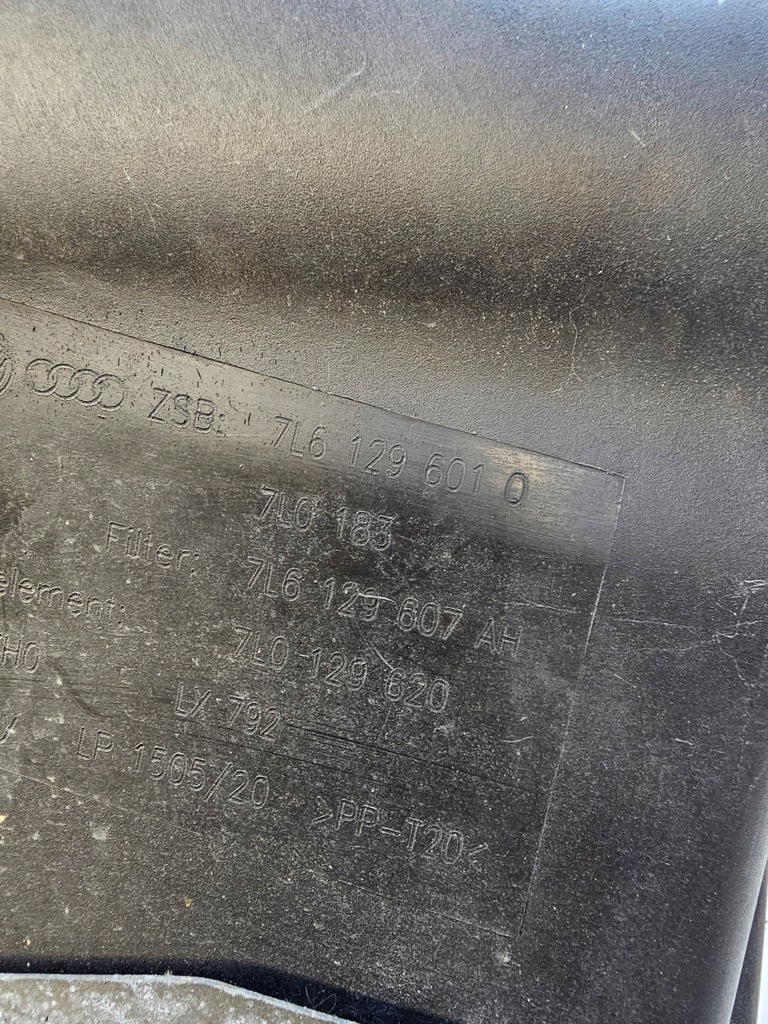 ZSB: 7L6 129 601 Q
7L0 183
Filter: 7L6 129 607 AH
element: 7L0 129 620
LX 792
LP 1505/20 >PP-T20<